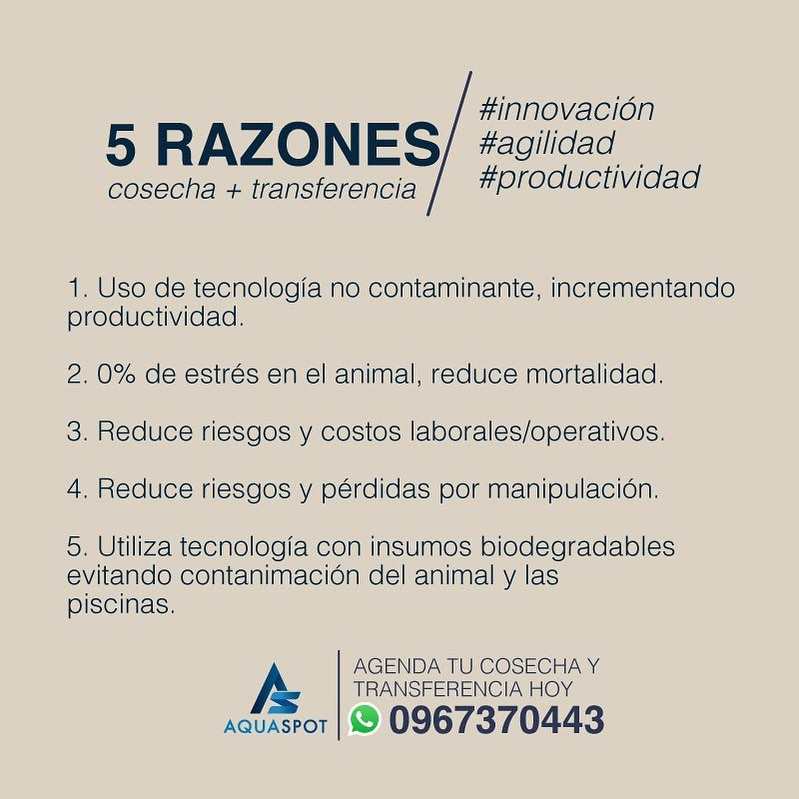 5 RAZONES
cosecha + transferencia
#innovación
#agilidad
#productividad
1. Uso de tecnología no contaminante, incrementando
productividad.
2. 0% de estrés en el animal, reduce mortalidad.
3. Reduce riesgos y costos laborales/operativos.
4. Reduce riesgos y pérdidas por manipulación.
5. Utiliza tecnología con insumos biodegradables
evitando contanimación del animal y las
piscinas.
AQUASPOT
AGENDA TU COSECHA Y
TRANSFERENCIA HOY
0967370443